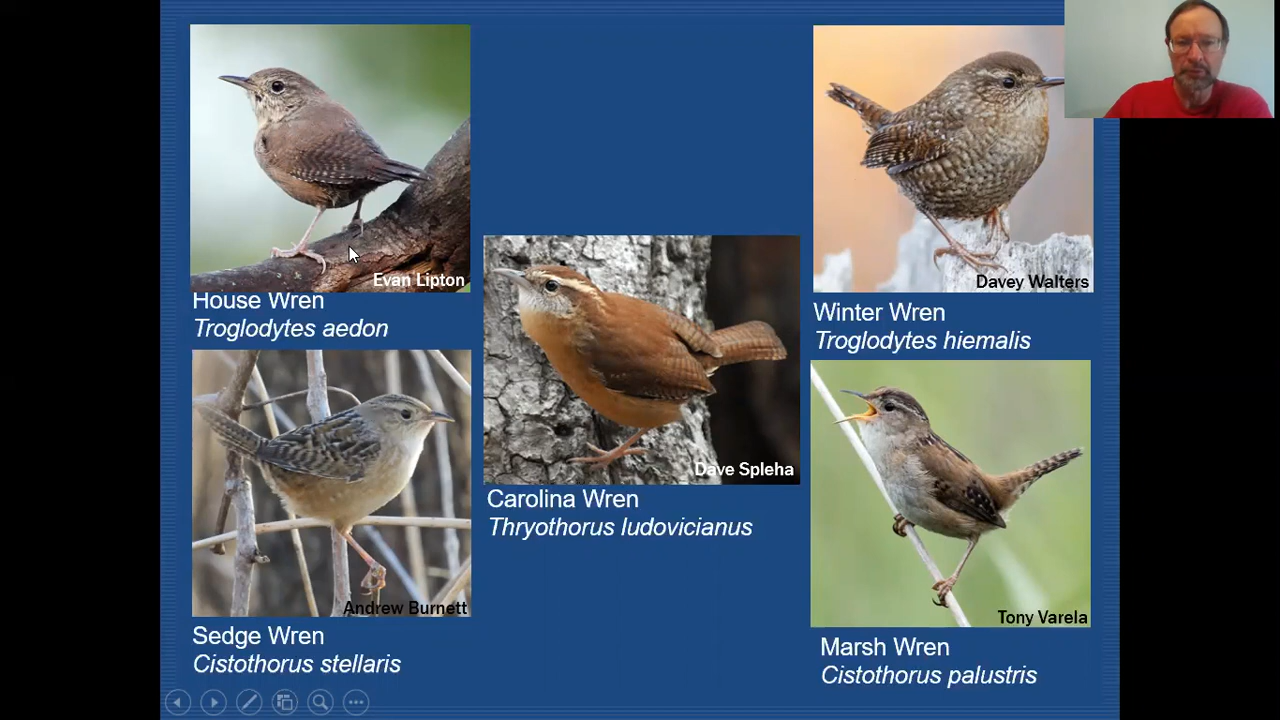 Evan Lipton
House Wren
Troglodytes aedon
Davey Walters
Winter Wren
Troglodytes hiemalis
Dave Spleha
Carolina Wren
Thryothorus ludovicianus
Andrew Burnett
Sedge Wren
Cistothorus stellaris
Tony Varela
Marsh Wren
Cistothorus palustris